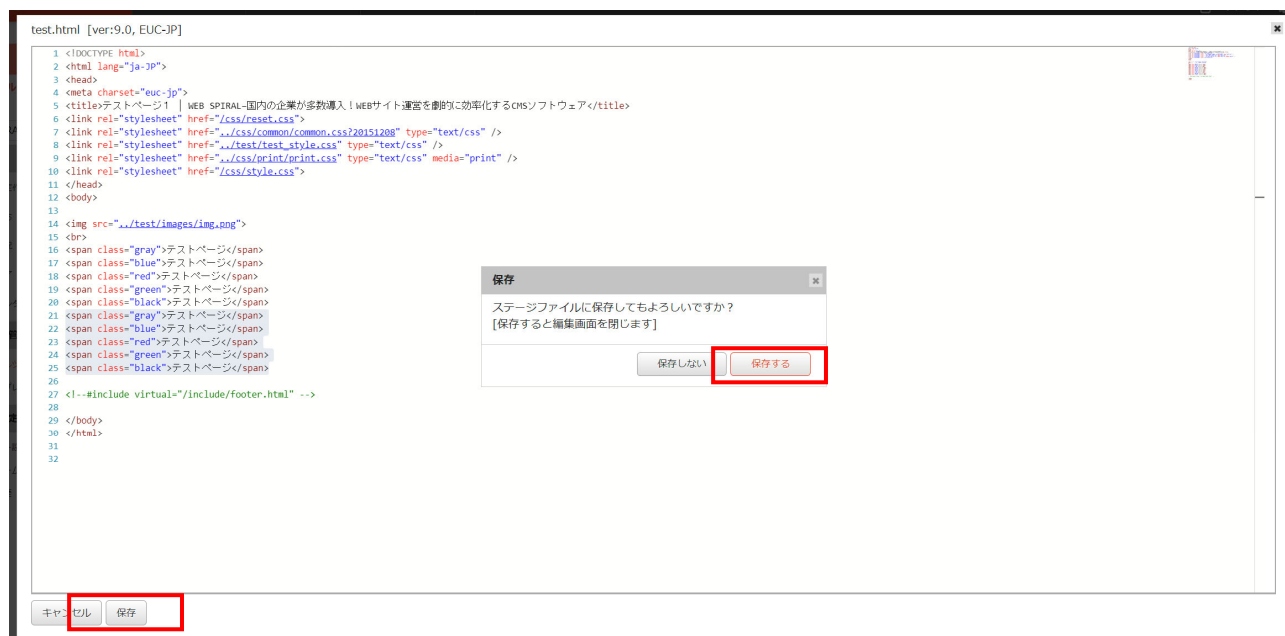 test.html [ver:9.0, EUC-JP]
1 <!DOCTYPE html>
2 <html lang="ja-JP">
3 <head>
4 <meta charset="euc-jp">
5 <title>テストページ1 │ WEB SPIRAL-国内の企業が多数導入！WEBサイト運営を劇的に効率化するCMSソフトウェア</title>
6 <link rel="stylesheet" href="/css/reset.css">
7 <link rel="stylesheet" href="../css/common/common.css?20151208" type="text/css" />
8 <link rel="stylesheet" href="../test/test_style.css" type="text/css" />
9 <link rel="stylesheet" href="../css/print/print.css" type="text/css" media="print" />
10 <link rel="stylesheet" href="/css/style.css">
11 </head>
12 <body>
13
14 <img src="../test/images/img.png">
15 <br>
16 <span class="gray">テストページ</span>
17 <span class="blue">テストページ</span>
18 <span class="red">テストページ</span>
19 <span class="green">テストページ</span>
20 <span class="black">テストページ</span>
21 <span class="gray">テストページ</span>
22 <span class="blue">テストページ</span>
23 <span class="red">テストページ</span>
24 <span class="green">テストページ</span>
25 <span class="black">テストページ</span>
26
27 <!--#include virtual="/include/footer.html" -->
28
29 </body>
30 </html>
31
32
保存
ステージファイルに保存してもよろしいですか？
[保存すると編集画面を閉じます]
保存しない 保存する
キャンセル 保存